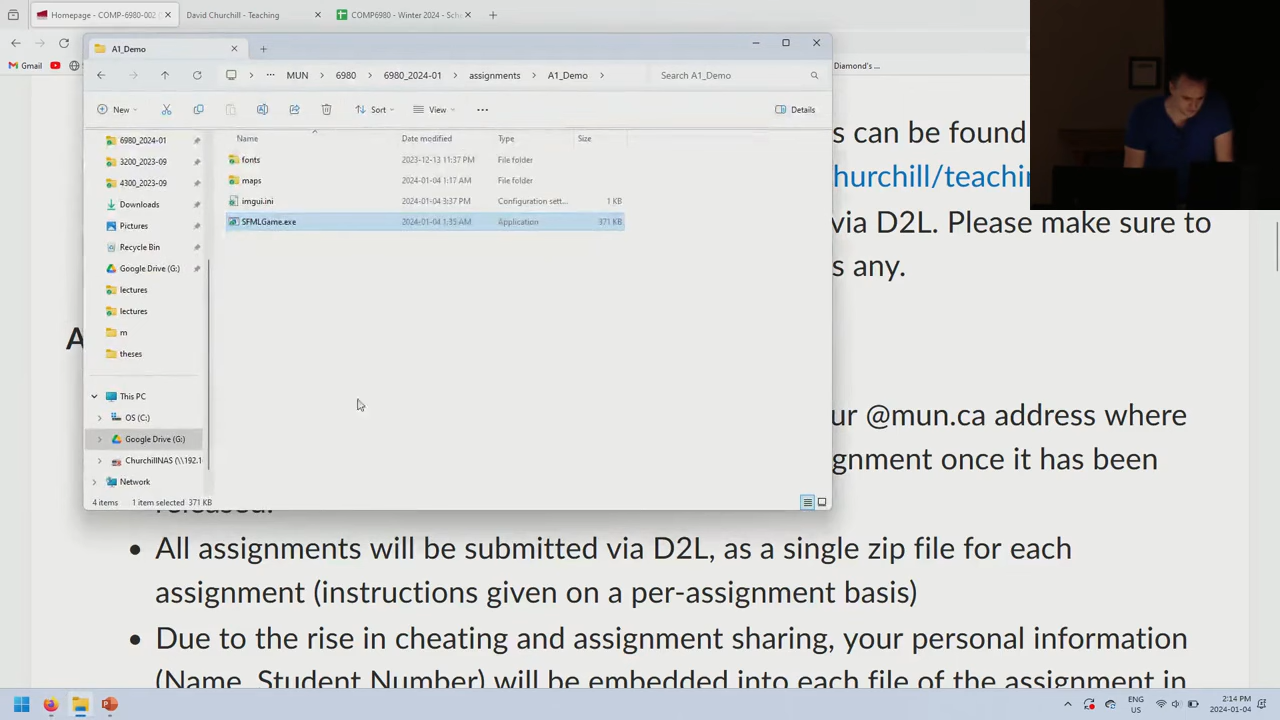 Homepage - COMP-6980-002 (
David Churchill - Teaching
COMP6980 - Winter 2024 - Sch
A1_Demo
Gmail
Diamond's ...
MUN
6980
6980_2024-01
assignments
A1_Demo
Search A1_Demo
New
Sort
View
Details
Name
Date modified
Type
Size
6980_2024-01
3200_2023-09
4300_2023-09
Downloads
Pictures
Recycle Bin
Google Drive (G:)
lectures
lectures
m
theses
This PC
OS (C:)
Google Drive (G:)
ChurchillNAS (\\192.1
Network
fonts
2023-12-13 11:37 PM
File folder
maps
2024-01-04 1:17 AM
File folder
imgui.ini
2024-01-04 3:37 PM
Configuration sett...
1 KB
SFMLGame.exe
2024-01-04 1:35 AM
Application
371 KB
4 items
1 item selected 371 KB
s can be found
hurchill/teachi
via D2L. Please make sure to
s any.
A
ur @mun.ca address where
gnment once it has been
released.
All assignments will be submitted via D2L, as a single zip file for each
assignment (instructions given on a per-assignment basis)
Due to the rise in cheating and assignment sharing, your personal information
(Name, Student Number) will be embedded into each file of the assignment in
ENG
US
2:14 PM
2024-01-04